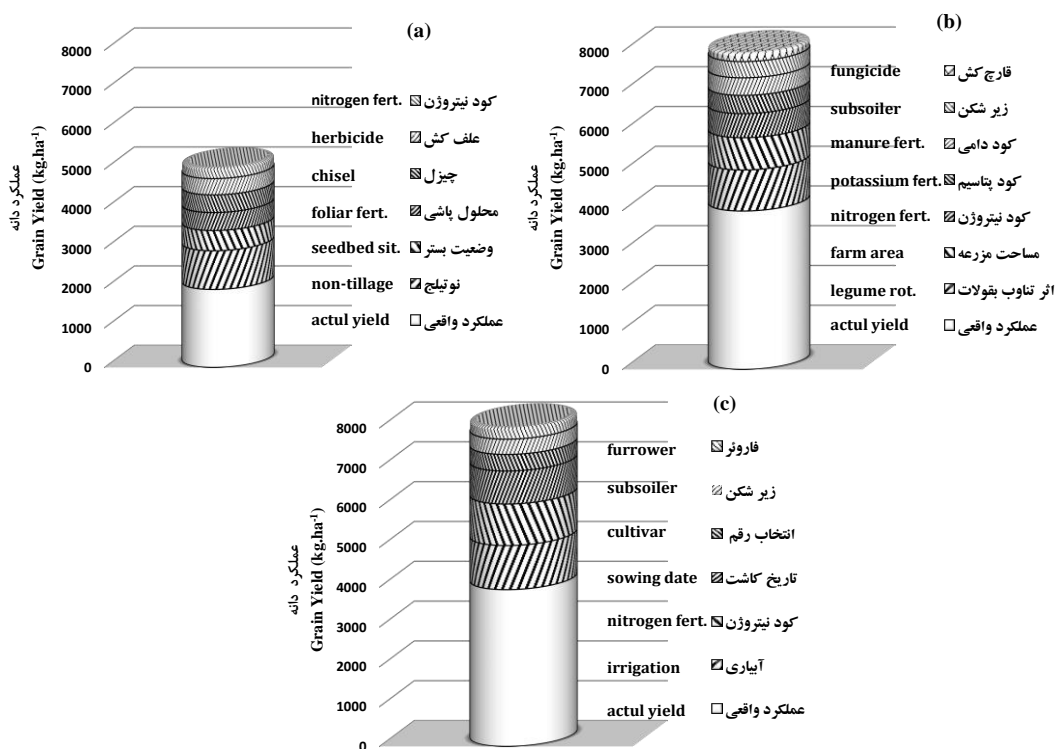 (a)
عملکرد دانه
Grain Yield (kg.ha-1)
8000
7000
6000
5000
4000
3000
2000
1000
0
nitrogen fert. کود نیتروژن
herbicide علف کش
chisel چیزل
foliar fert. محلول پاشی
seedbed sit. وضعیت بستر
non-tillage نوتیلج
actul yield عملکرد واقعی
(b)
عملکرد دانه
Grain Yield (kg.ha-1)
8000
7000
6000
5000
4000
3000
2000
1000
0
fungicide قارچ کش
subsoiler زیر شکن
manure fert. کود دامی
potassium fert. کود پتاسیم
nitrogen fert. کود نیتروژن
farm area مساحت مزرعه
legume rot. اثر تناوب بقولات
actul yield عملکرد واقعی
(c)
عملکرد دانه
Grain Yield (kg.ha-1)
8000
7000
6000
5000
4000
3000
2000
1000
0
furrower فاروئر
subsoiler زیر شکن
cultivar انتخاب رقم
sowing date تاریخ کاشت
nitrogen fert. کود نیتروژن
irrigation آبیاری
actul yield عملکرد واقعی